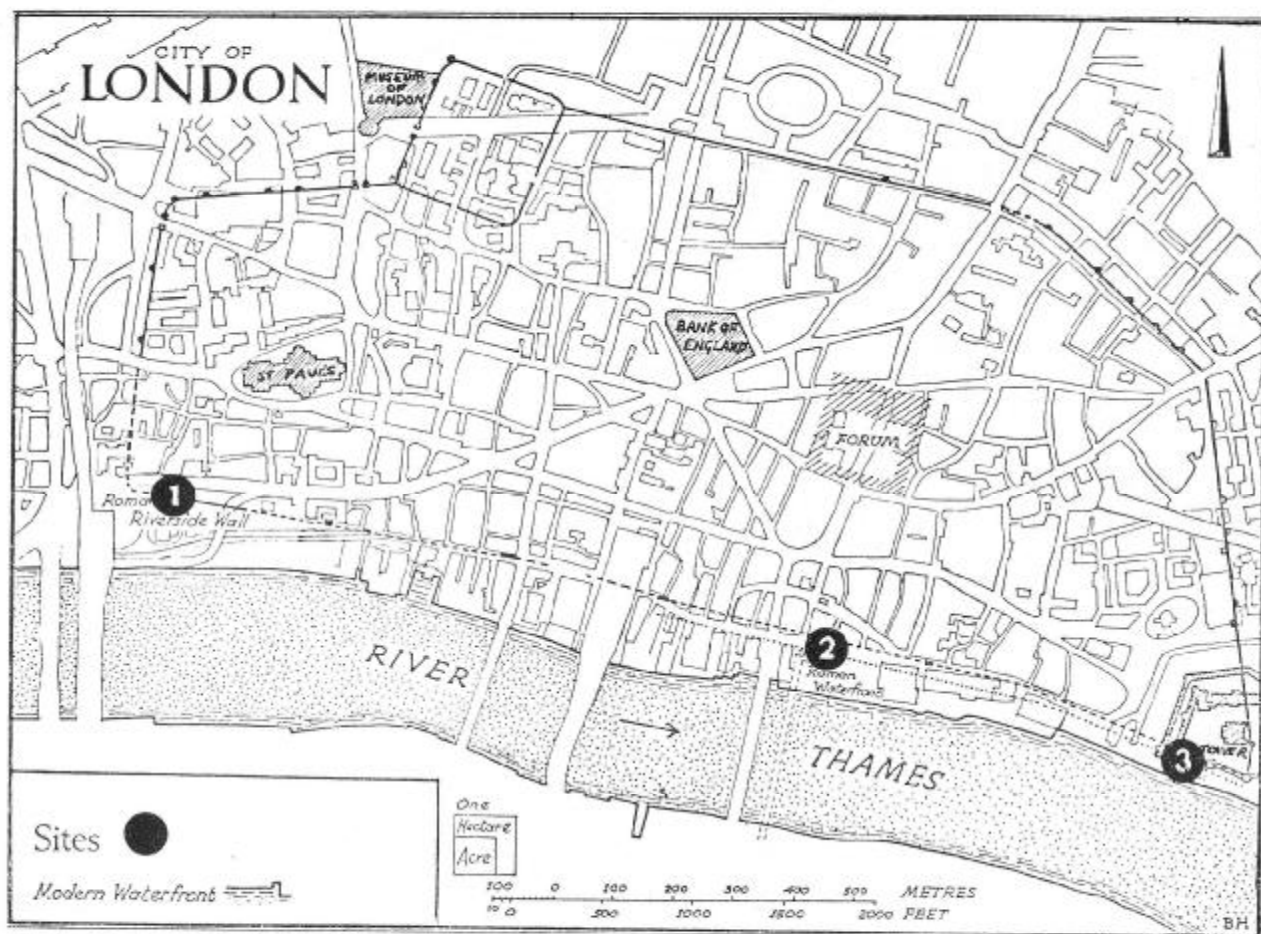 CITY OF
LONDON
MUSEUM
OF
LONDON
BANK OF
ENGLAND
ST PAUL'S
FORUM
1
Roman
Riverside Wall
2
Roman
Waterfront
RIVER
THAMES
3
TOWER
Sites
Modern Waterfront
One
Hectare
Acre
100 0 100 200 300 400 500 METRES
0 500 1000 1500 2000 FEET
BH